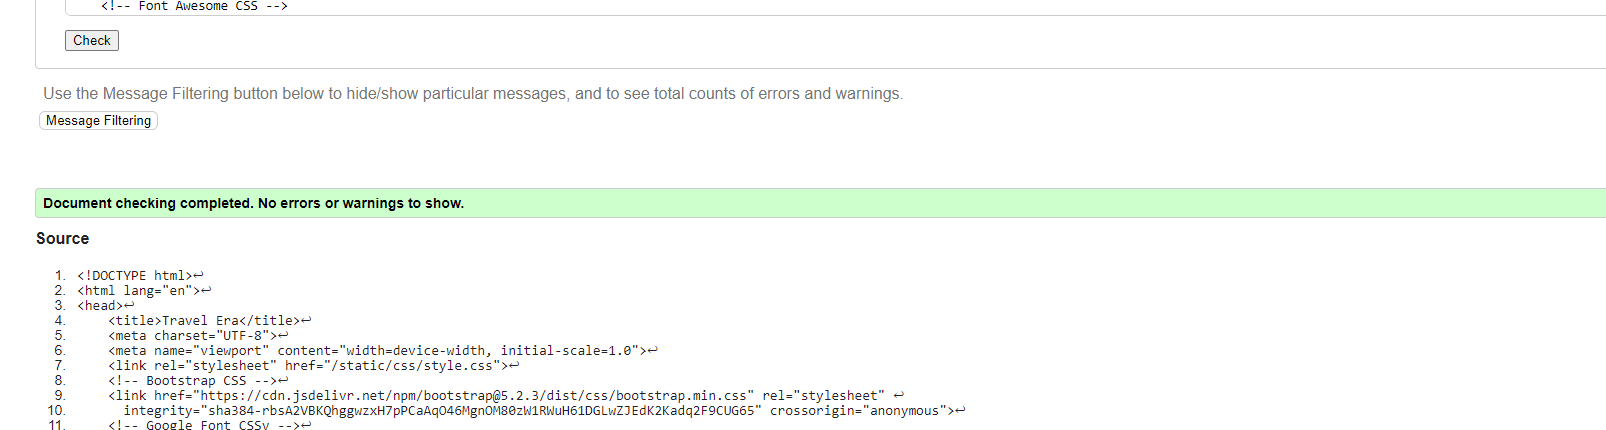 <!-- Font Awesome CSS -->
Check
Use the Message Filtering button below to hide/show particular messages, and to see total counts of errors and warnings.
Message Filtering
Document checking completed. No errors or warnings to show.
Source
1. <!DOCTYPE html>↩
2. <html lang="en">↩
3. <head>↩
4.     <title>Travel Era</title>↩
5.     <meta charset="UTF-8">↩
6.     <meta name="viewport" content="width=device-width, initial-scale=1.0">↩
7.     <link rel="stylesheet" href="/static/css/style.css">↩
8.     <!-- Bootstrap CSS -->↩
9.     <link href="https://cdn.jsdelivr.net/npm/bootstrap@5.2.3/dist/css/bootstrap.min.css" rel="stylesheet" ↩
10.       integrity="sha384-rbsA2VBKQhggwzxH7pPCaAqO46MgnOM80zW1RWuH61DGLwZJEdK2Kadq2F9CUG65" crossorigin="anonymous">↩
11.     <!-- Google Font CSSv -->↩